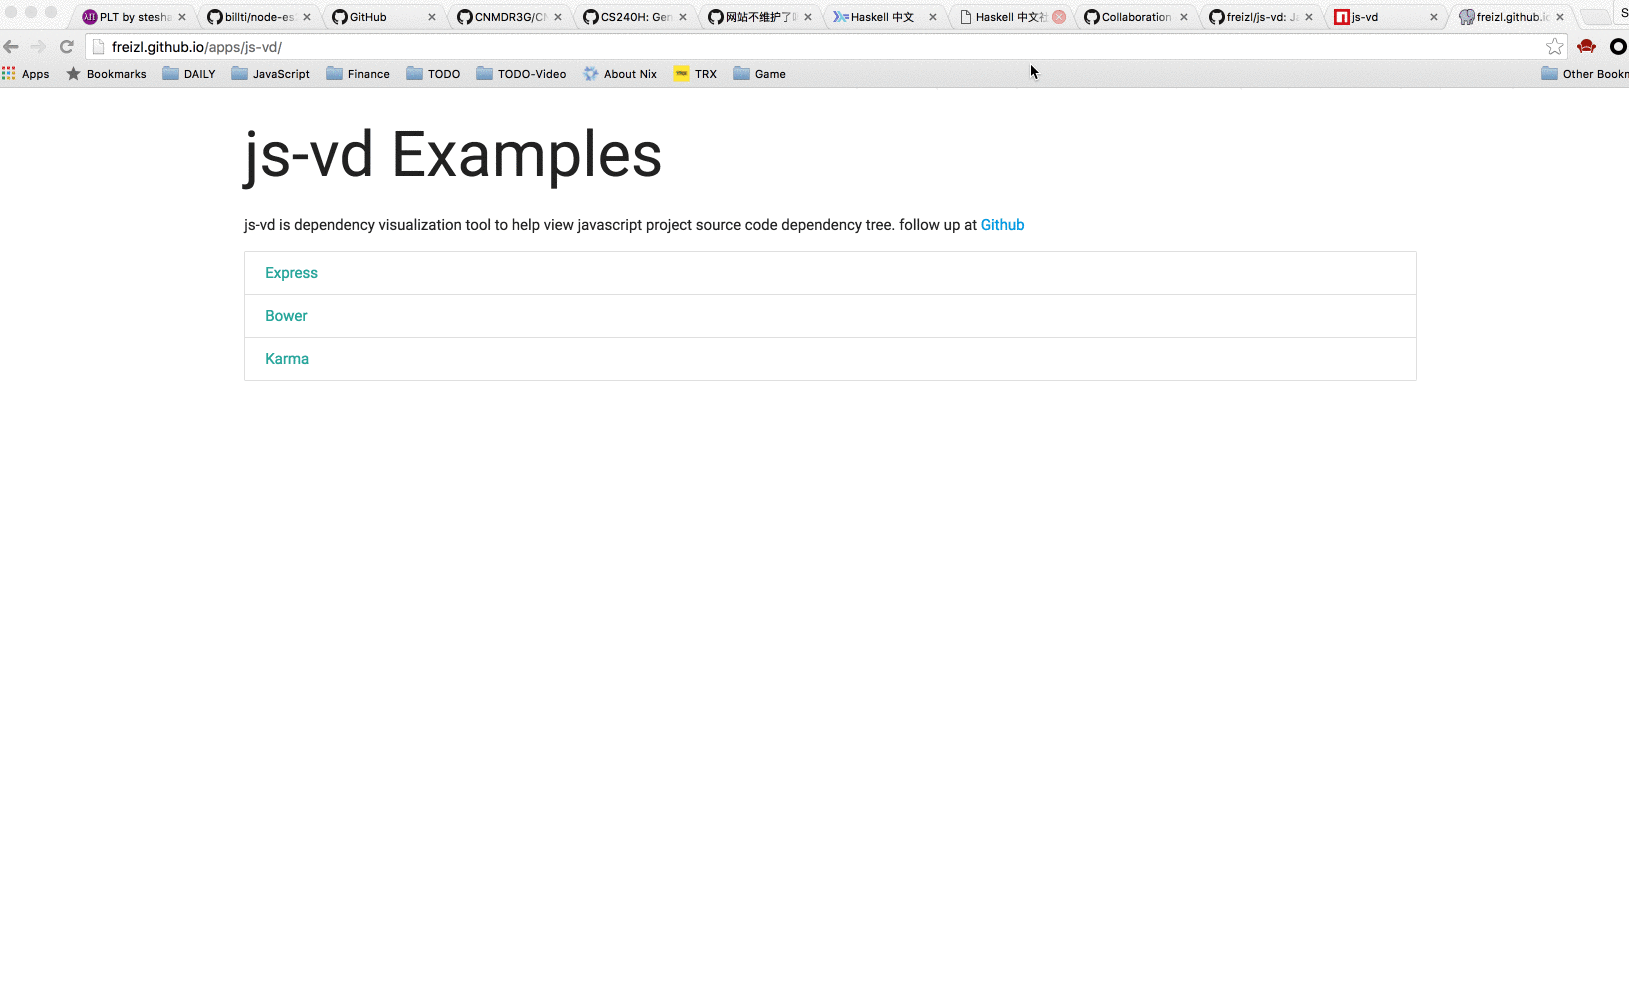 PLT by stesha
billti/node-es
GitHub
CNMDR3G/C
CS240H: Gen
网站不维护了
Haskell 中文
Haskell 中文社
Collaboration
freizl/js-vd: Ja
js-vd
freizl.github.io
S
freizl.github.io/apps/js-vd/
Apps
Bookmarks
DAILY
JavaScript
Finance
TODO
TODO-Video
About Nix
TRX
Game
Other Bookm
js-vd Examples
js-vd is dependency visualization tool to help view javascript project source code dependency tree. follow up at Github
Express
Bower
Karma